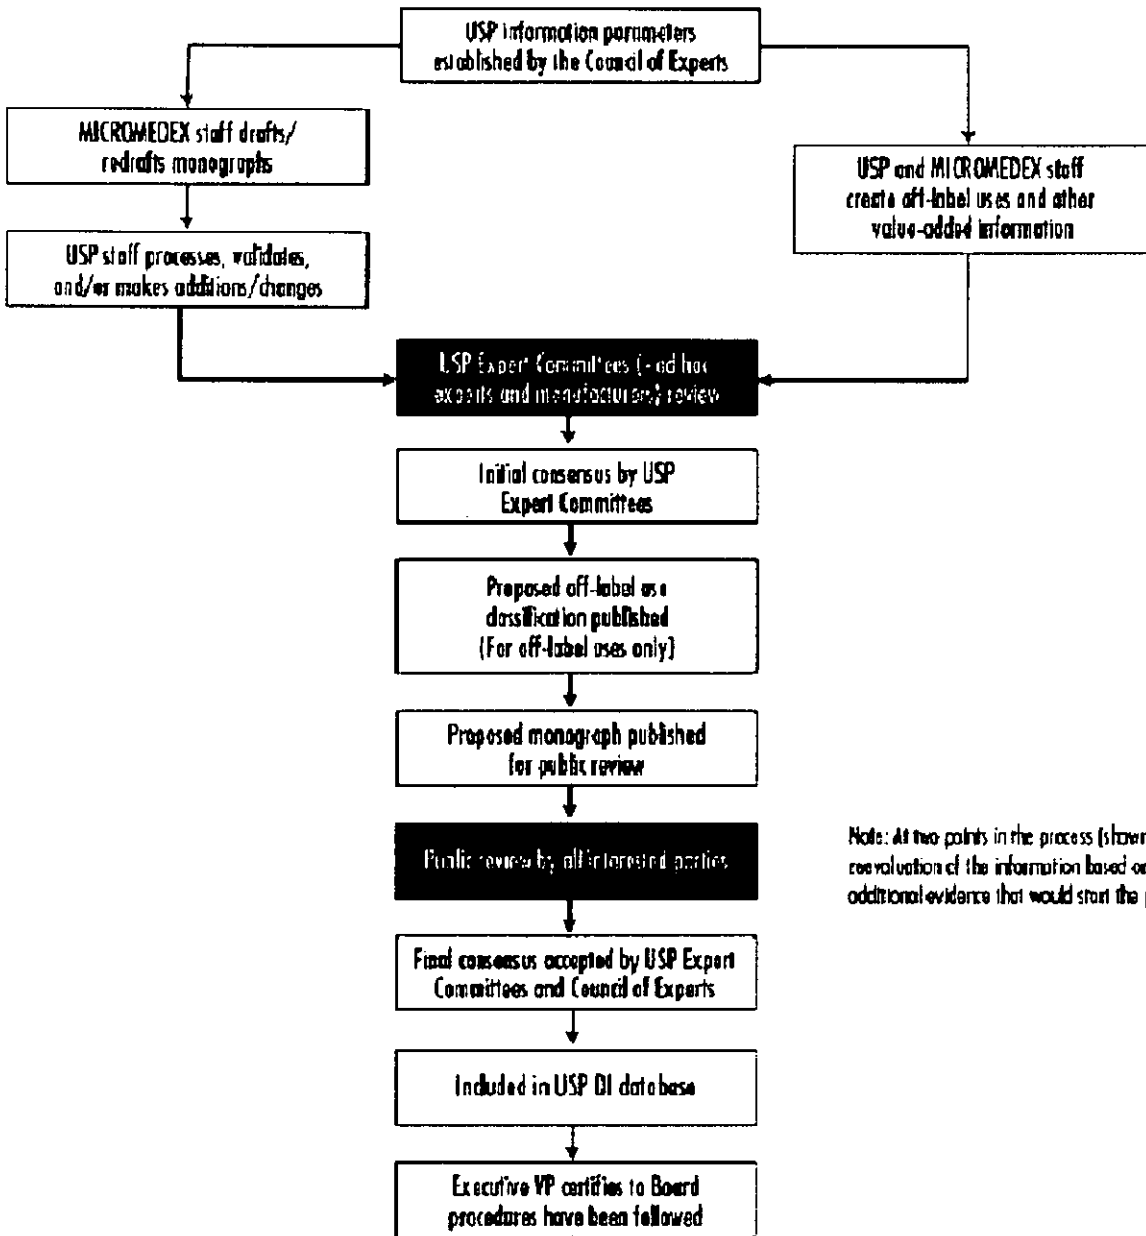 USP information parameters
established by the Council of Experts
MICROMEDEX staff drafts/
redrafts monographs
USP and MICROMEDEX staff
create off-label uses and other
value-added information
USP staff processes, validates,
and/or makes additions/changes
USP Expert Committees (+ad hoc
experts and manufacturers) review
Initial consensus by USP
Expert Committees
Proposed off-label use
classification published
(For off-label uses only)
Proposed monograph published
for public review
Public review by all interested parties
Note: At two points in the process (shown
reevaluation of the information based on
additional evidence that would start the
Final consensus accepted by USP Expert
Committees and Council of Experts
Included in USP DI database
Executive VP certifies to Board
procedures have been followed